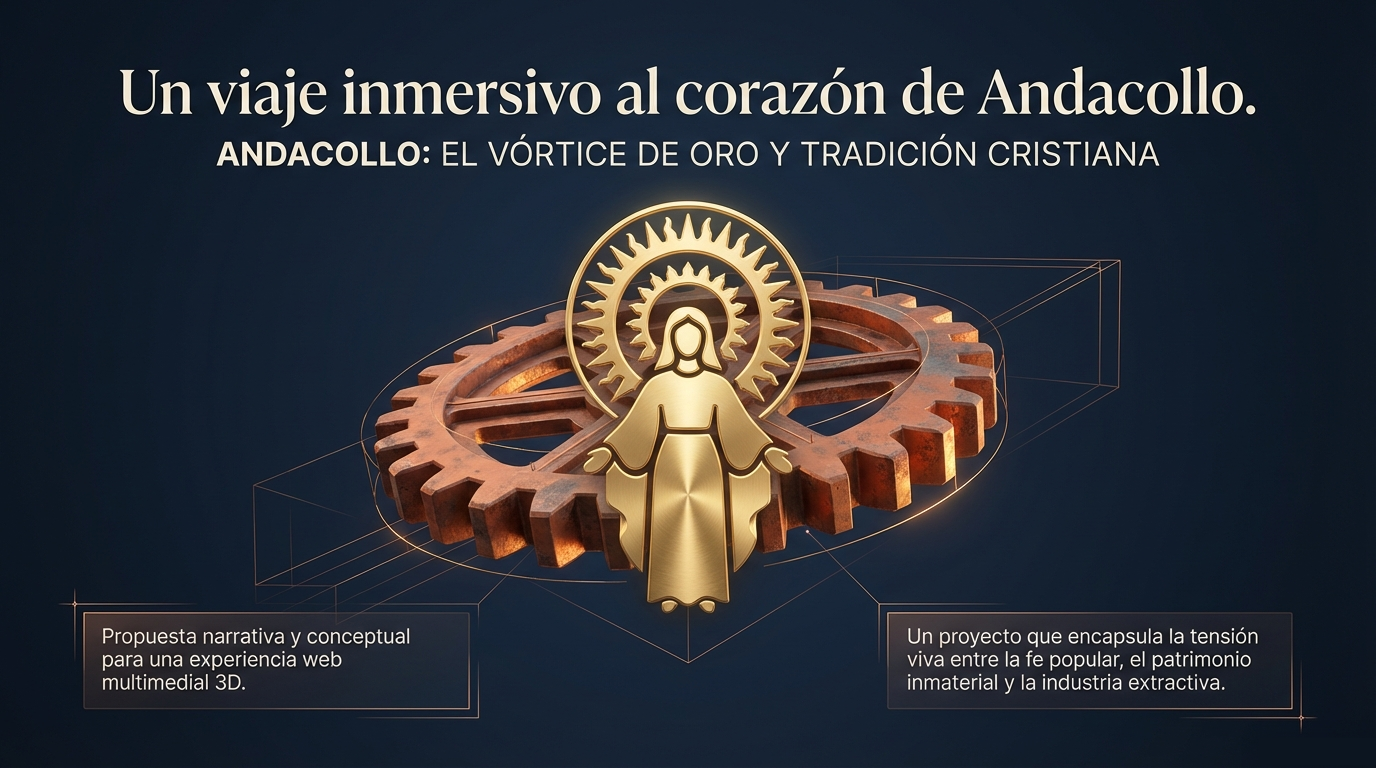 Un viaje inmersivo al corazón de Andacollo.
ANDACOLLO: EL VÓRTICE DE ORO Y TRADICIÓN CRISTIANA
Propuesta narrativa y conceptual
para una experiencia web
multimedial 3D.
Un proyecto que encapsula la tensión
viva entre la fe popular, el patrimonio
inmaterial y la industria extractiva.